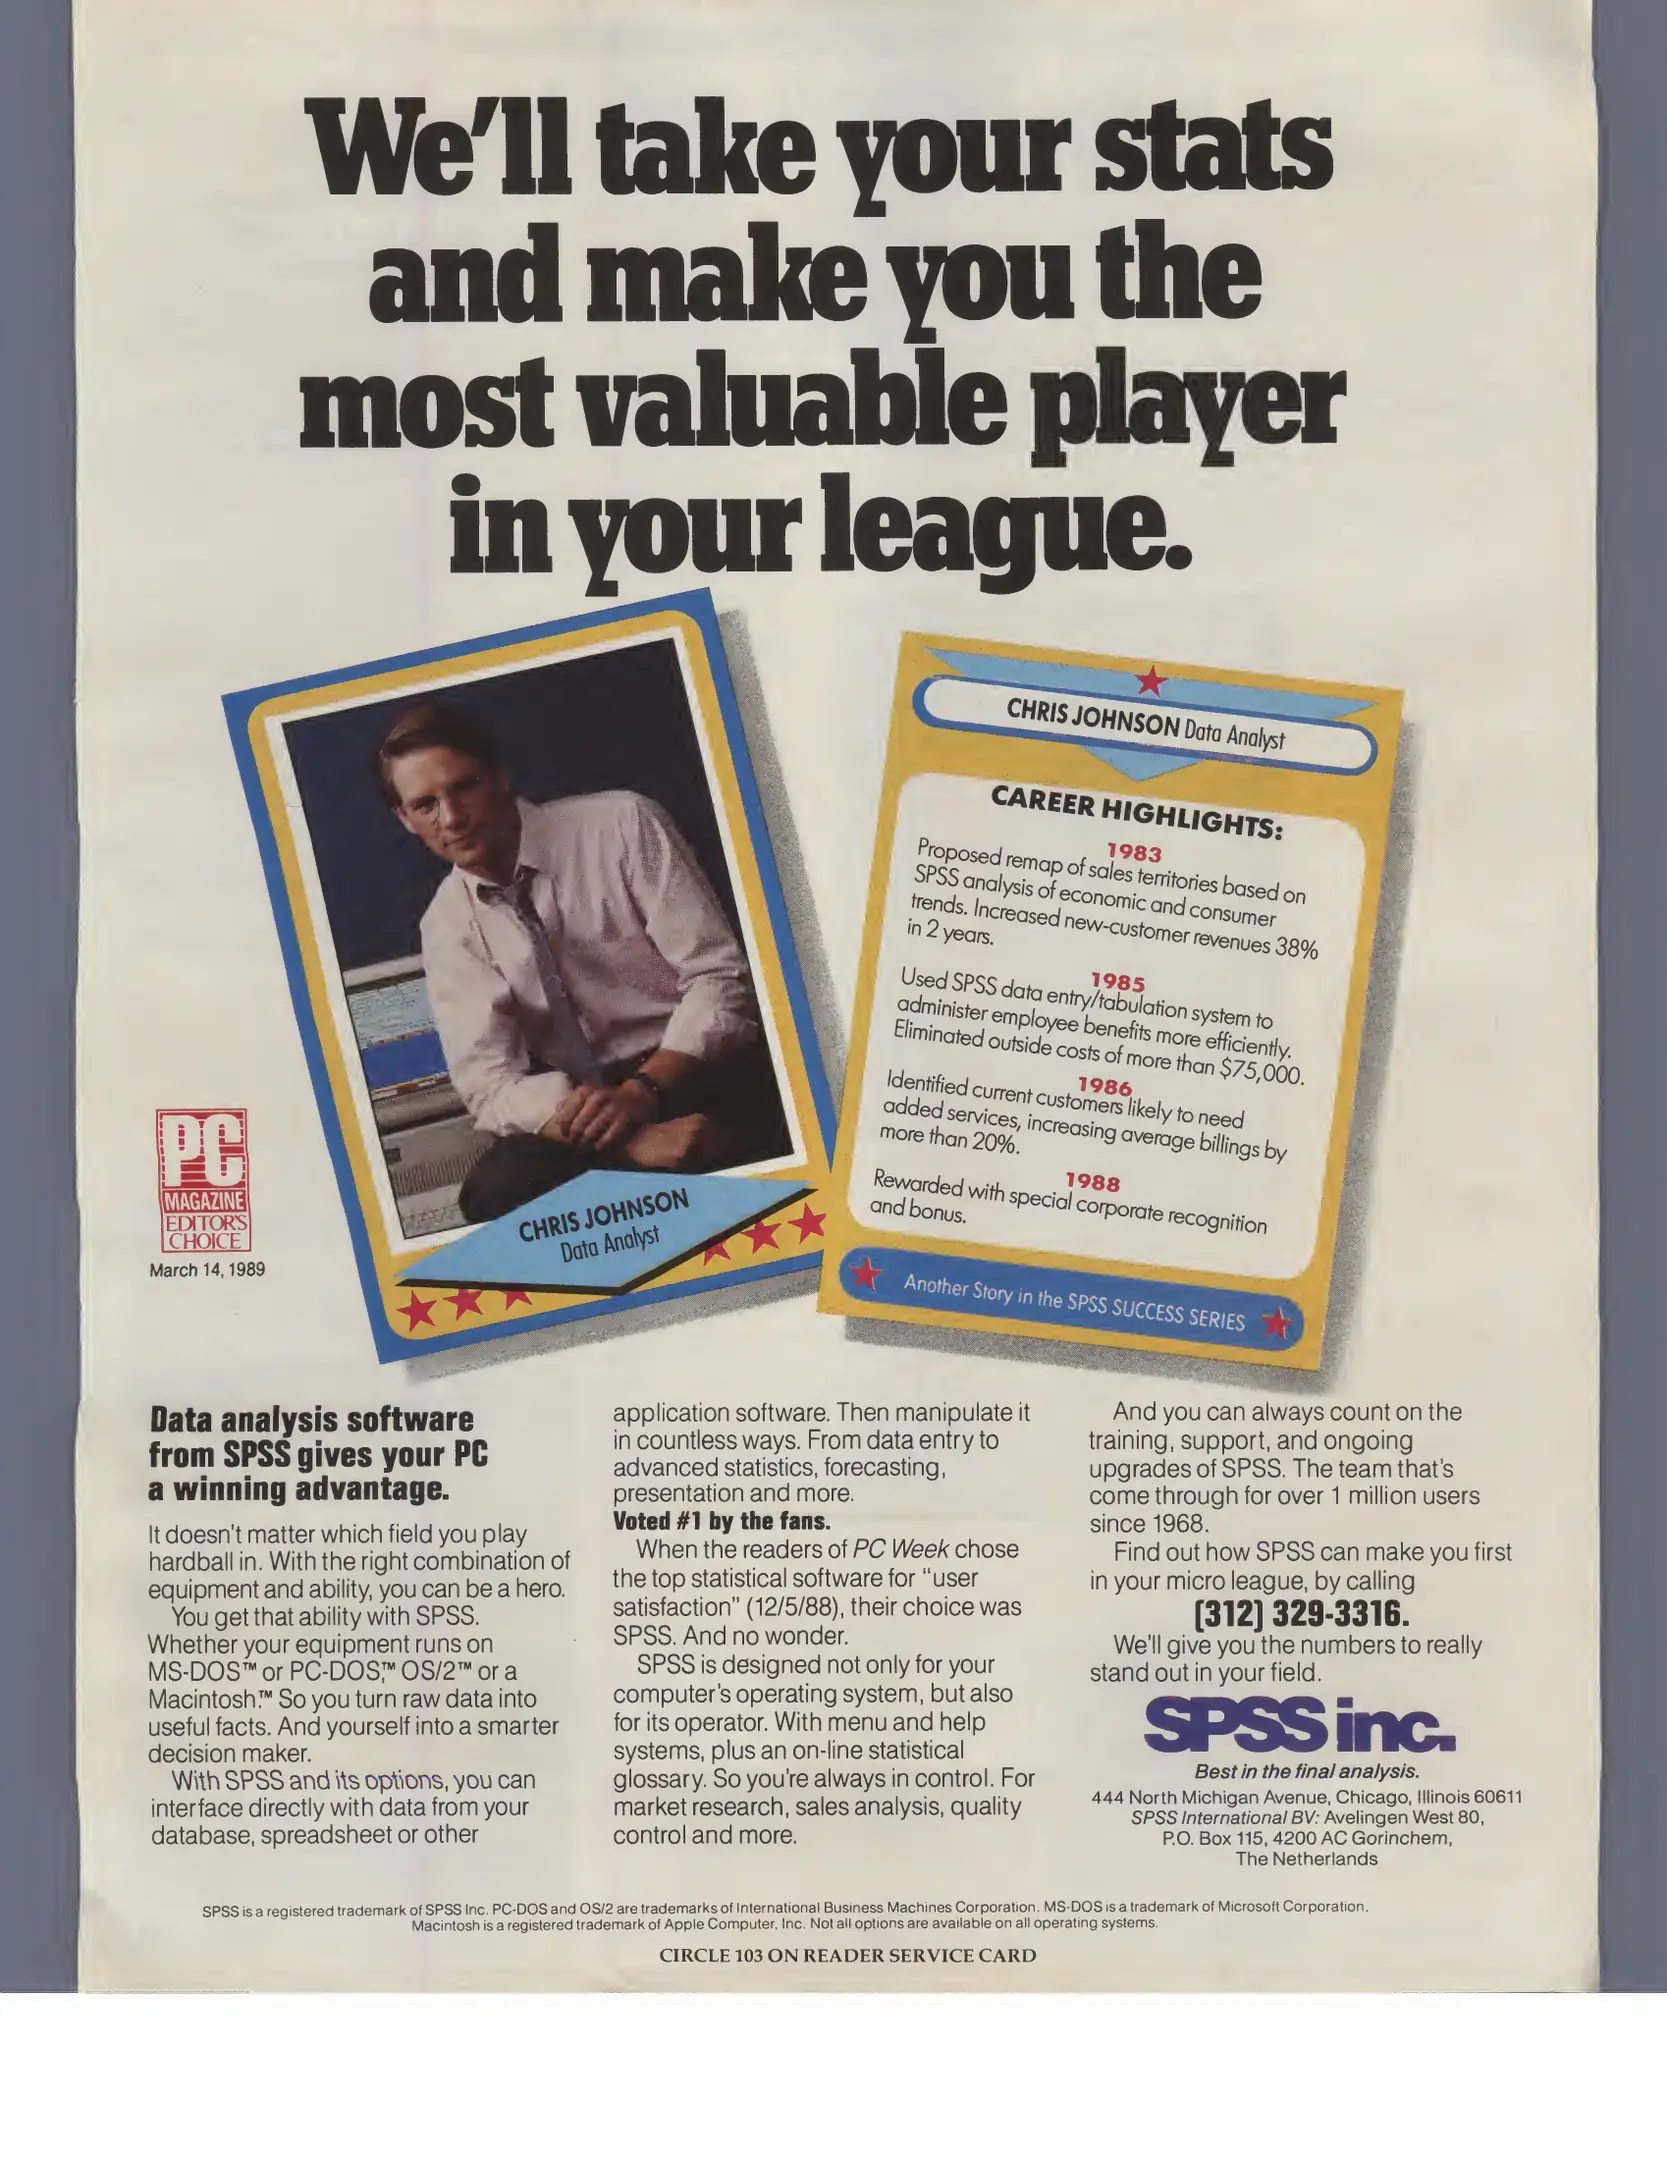 We'll take your stats
and make you the
most valuable player
in your league.
CHRIS JOHNSON
Data Analyst
CHRIS JOHNSON Data Analyst
CAREER HIGHLIGHTS:
1983
Proposed remap of sales territories based on
SPSS analysis of economic and consumer
trends. Increased new-customer revenues 38%
in 2 years.
1985
Used SPSS data entry/tabulation system to
administer employee benefits more efficiently.
Eliminated outside costs of more than $75,000.
1986
Identified current customers likely to need
added services, increasing average billings by
more than 20%.
1988
Rewarded with special corporate recognition
and bonus.
Another Story in the SPSS SUCCESS SERIES
PC
MAGAZINE
EDITOR'S
CHOICE
March 14, 1989
Data analysis software
from SPSS gives your PC
a winning advantage.
It doesn't matter which field you play
hardball in. With the right combination of
equipment and ability, you can be a hero.
You get that ability with SPSS.
Whether your equipment runs on
MS-DOS™ or PC-DOS,™ OS/2™ or a
Macintosh.™ So you turn raw data into
useful facts. And yourself into a smarter
decision maker.
With SPSS and its options, you can
interface directly with data from your
database, spreadsheet or other
application software. Then manipulate it
in countless ways. From data entry to
advanced statistics, forecasting,
presentation and more.
Voted #1 by the fans.
When the readers of PC Week chose
the top statistical software for "user
satisfaction" (12/5/88), their choice was
SPSS. And no wonder.
SPSS is designed not only for your
computer's operating system, but also
for its operator. With menu and help
systems, plus an on-line statistical
glossary. So you're always in control. For
market research, sales analysis, quality
control and more.
And you can always count on the
training, support, and ongoing
upgrades of SPSS. The team that's
come through for over 1 million users
since 1968.
Find out how SPSS can make you first
in your micro league, by calling
(312) 329-3316.
We'll give you the numbers to really
stand out in your field.
SPSS inc.
Best in the final analysis.
444 North Michigan Avenue, Chicago, Illinois 60611
SPSS International BV: Avelingen West 80,
P.O. Box 115, 4200 AC Gorinchem,
The Netherlands
SPSS is a registered trademark of SPSS Inc. PC-DOS and OS/2 are trademarks of International Business Machines Corporation. MS-DOS is a trademark of Microsoft Corporation.
Macintosh is a registered trademark of Apple Computer, Inc. Not all options are available on all operating systems.
CIRCLE 103 ON READER SERVICE CARD